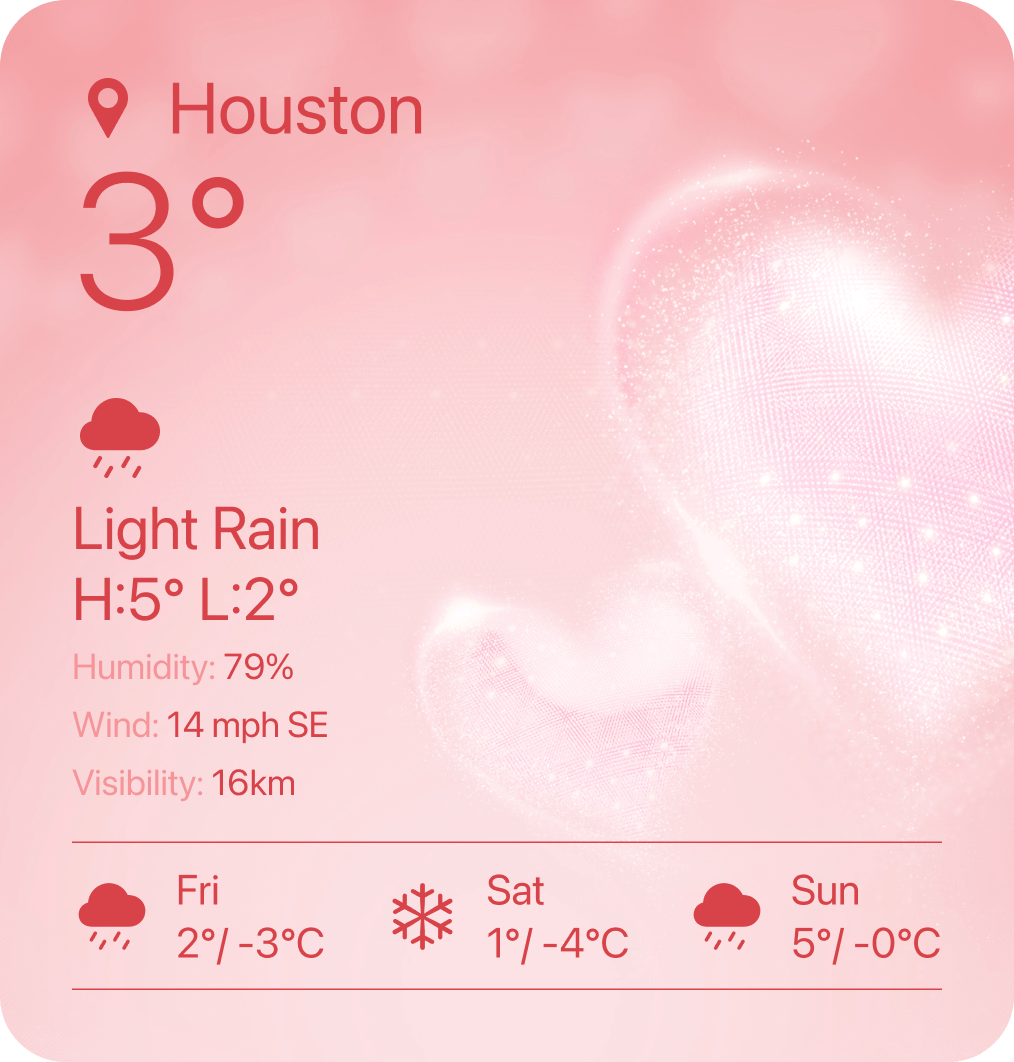 Houston
3°
Light Rain
H:5° L:2°
Humidity: 79%
Wind: 14 mph SE
Visibility: 16km
Fri
2°/ -3°C
Sat
1°/ -4°C
Sun
5°/ -0°C